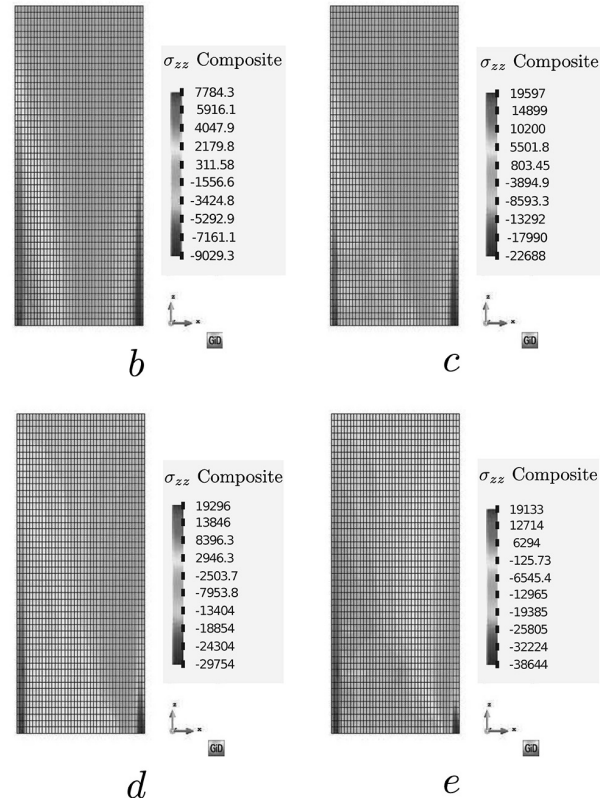 σzz Composite
7784.3
5916.1
4047.9
2179.8
311.58
-1556.6
-3424.8
-5292.9
-7161.1
-9029.3
z
x
GiD
b
σzz Composite
19597
14899
10200
5501.8
803.45
-3894.9
-8593.3
-13292
-17990
-22688
z
x
GiD
c
σzz Composite
19296
13846
8396.3
2946.3
-2503.7
-7953.8
-13404
-18854
-24304
-29754
z
x
GiD
d
σzz Composite
19133
12714
6294
-125.73
-6545.4
-12965
-19385
-25805
-32224
-38644
z
x
GiD
e